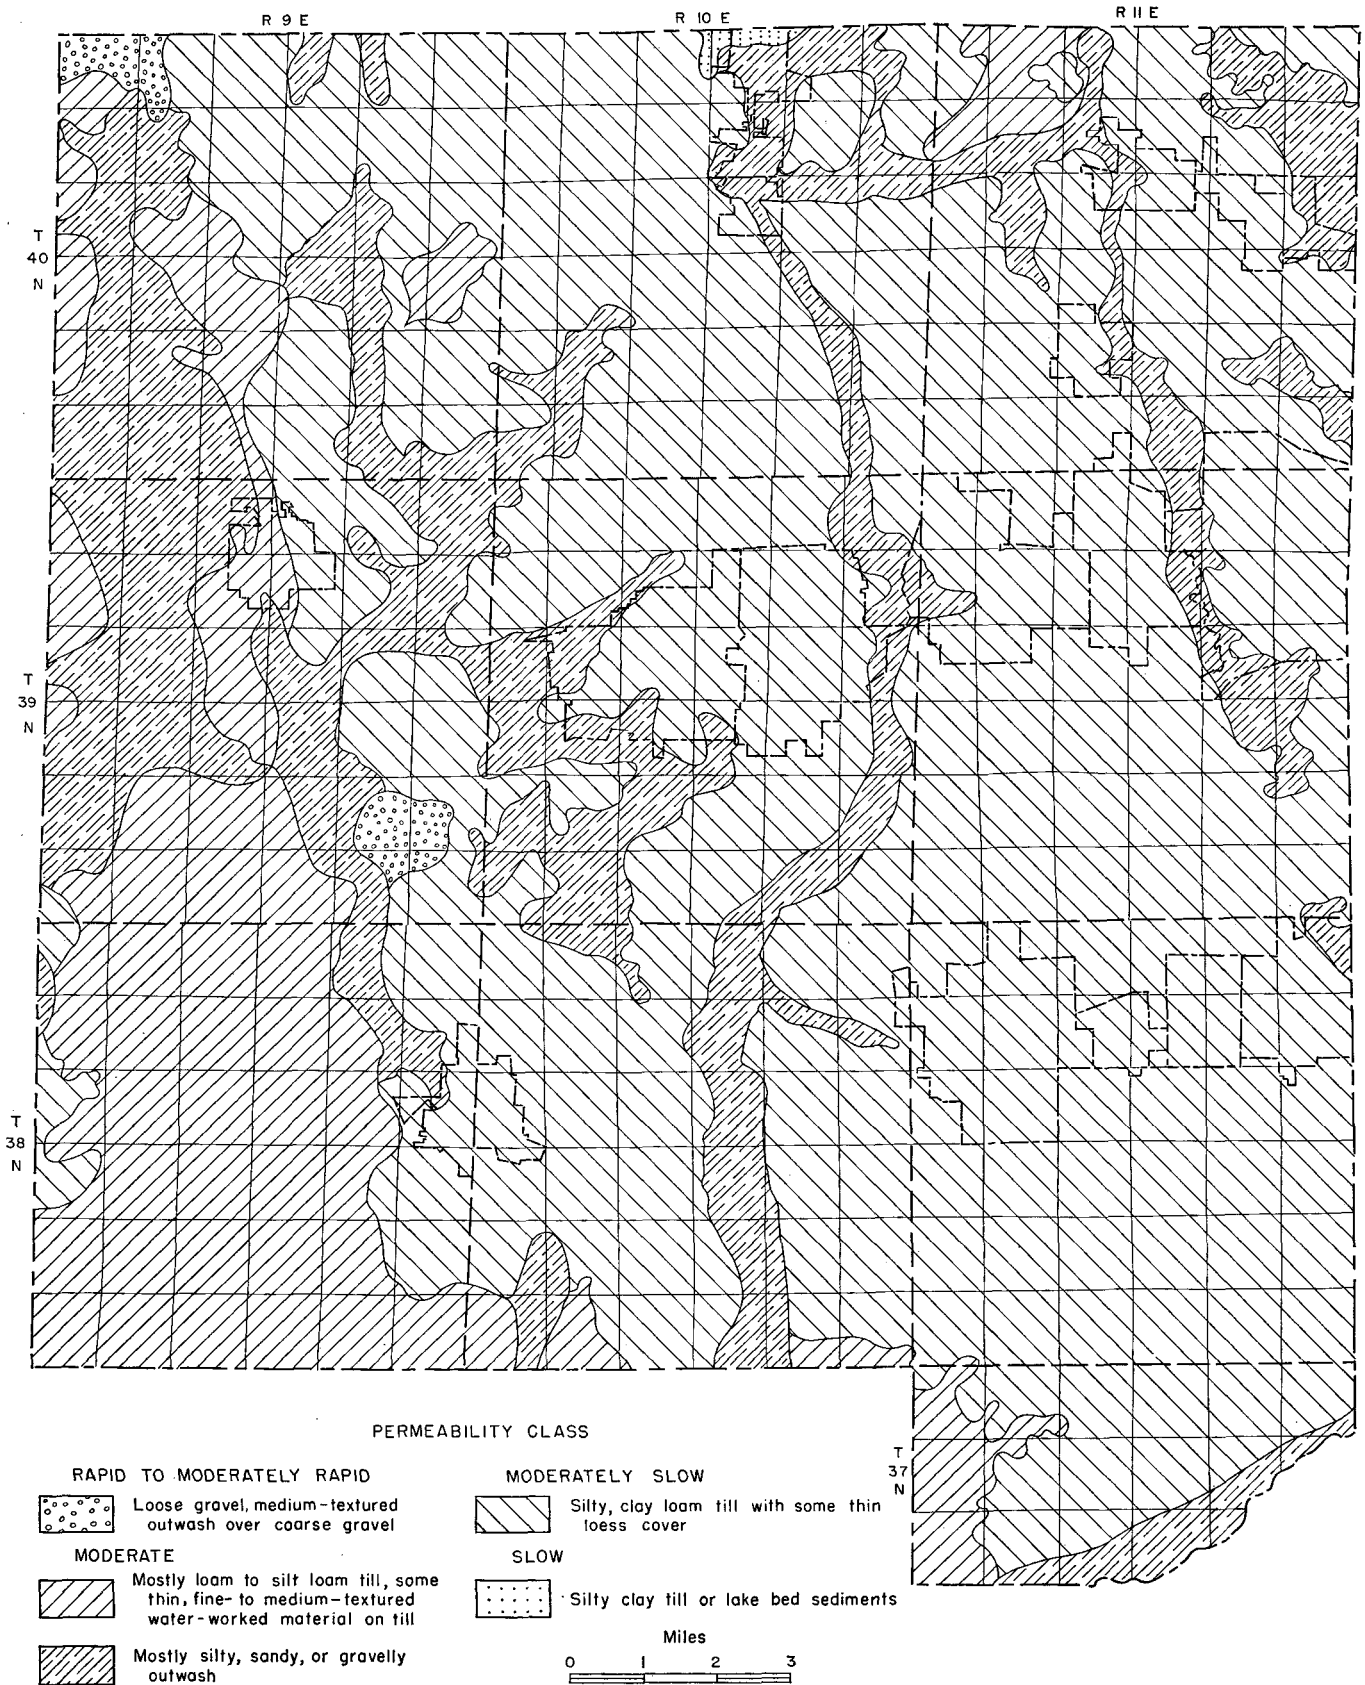 R 9 E
R 10 E
R 11 E
T
40
N
T
39
N
T
38
N
T
37
N
PERMEABILITY CLASS
RAPID TO MODERATELY RAPID
Loose gravel, medium-textured
outwash over coarse gravel
MODERATE
Mostly loam to silt loam till, some
thin, fine- to medium-textured
water-worked material on till
Mostly silty, sandy, or gravelly
outwash
MODERATELY SLOW
Silty, clay loam till with some thin
loess cover
SLOW
Silty clay till or lake bed sediments
Miles
0 1 2 3